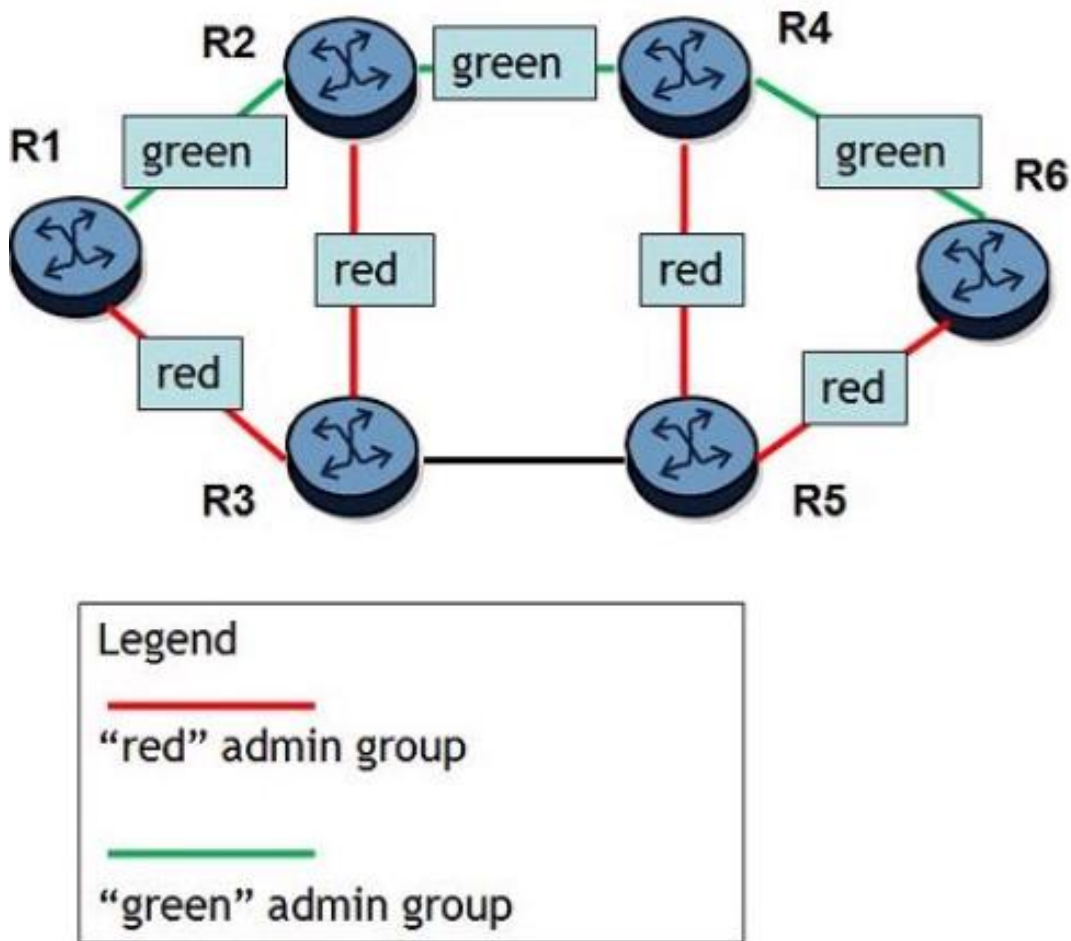 R2
green
R4
R1
green
green
R6
red
red
red
red
R3
R5
Legend
“red” admin group
“green” admin group